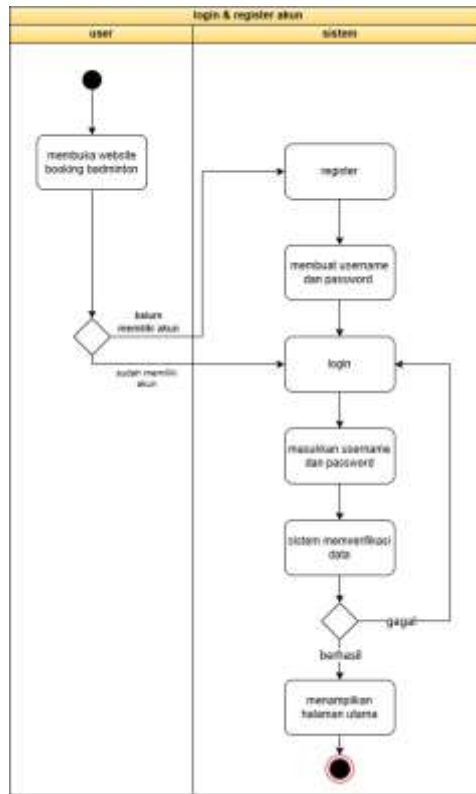 login & register akun
user
sistem
membuka website
booking badminton
register
membuat username
dan password
belum
memiliki akun
login
sudah memiliki
akun
masukkan username
dan password
sistem memverifikasi
data
gagal
berhasil
menampilkan
halaman utama